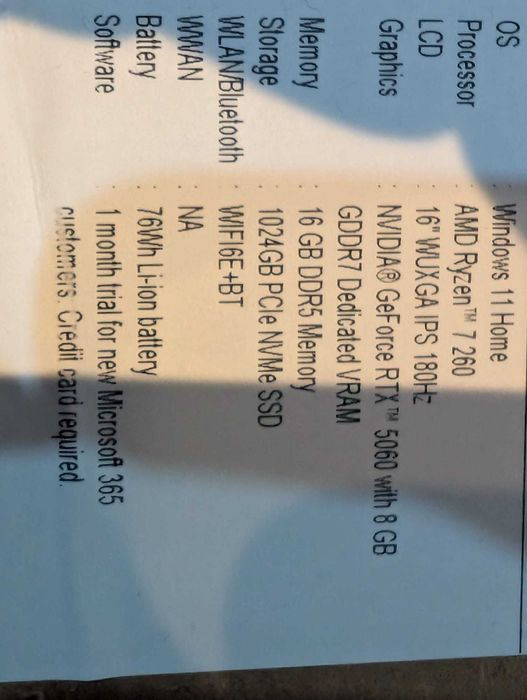 OS : Windows 11 Home
Processor : AMD Ryzen™ 7 260
LCD : 16" WUXGA IPS 180Hz
Graphics : NVIDIA® GeForce RTX™ 5060 with 8 GB
GDDR7 Dedicated VRAM
Memory : 16 GB DDR5 Memory
Storage : 1024GB PCIe NVMe SSD
WLAN/Bluetooth : WIFI6E+BT
WWAN : NA
Battery : 76Wh Li-ion battery
Software : 1 month trial for new Microsoft 365
customers. Credit card required.